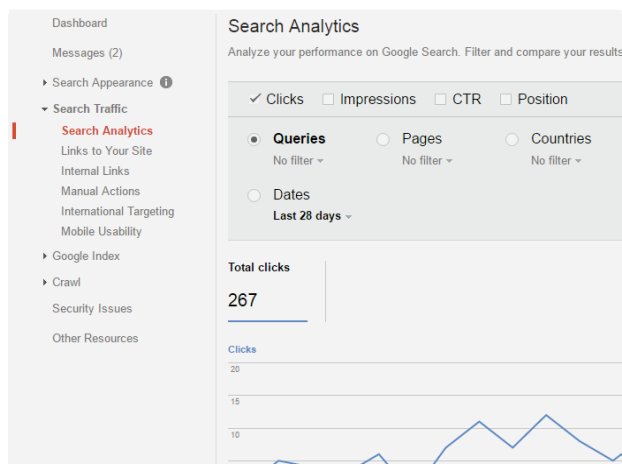 Dashboard
Messages (2)
Search Appearance
Search Traffic
Search Analytics
Links to Your Site
Internal Links
Manual Actions
International Targeting
Mobile Usability
Google Index
Crawl
Security Issues
Other Resources
Search Analytics
Analyze your performance on Google Search. Filter and compare your results
Clicks Impressions CTR Position
Queries Pages Countries
No filter No filter No filter
Dates
Last 28 days
Total clicks
267
Clicks
20
15
10